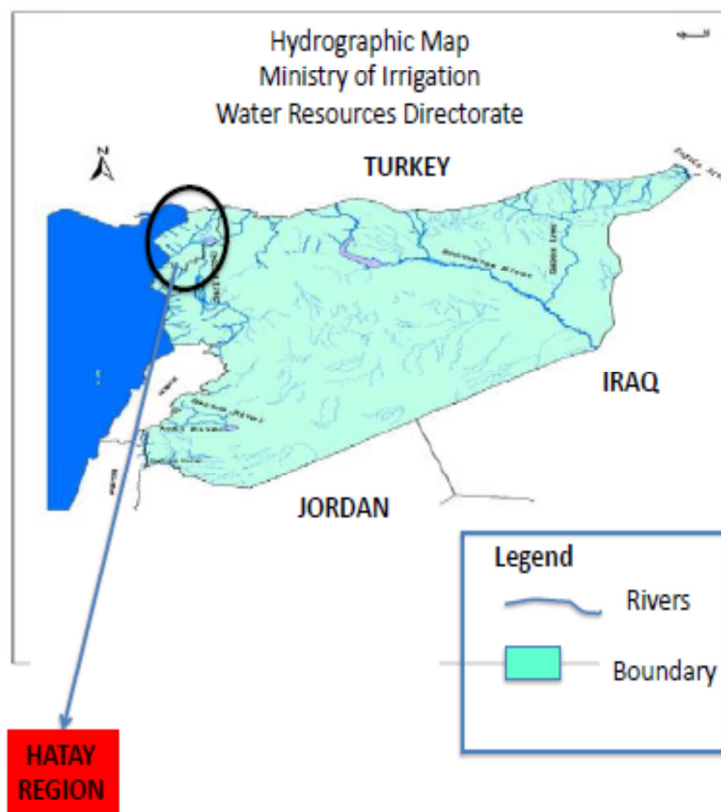 Hydrographic Map
Ministry of Irrigation
Water Resources Directorate
N
TURKEY
IRAQ
JORDAN
Legend
Rivers
Boundary
HATAY
REGION